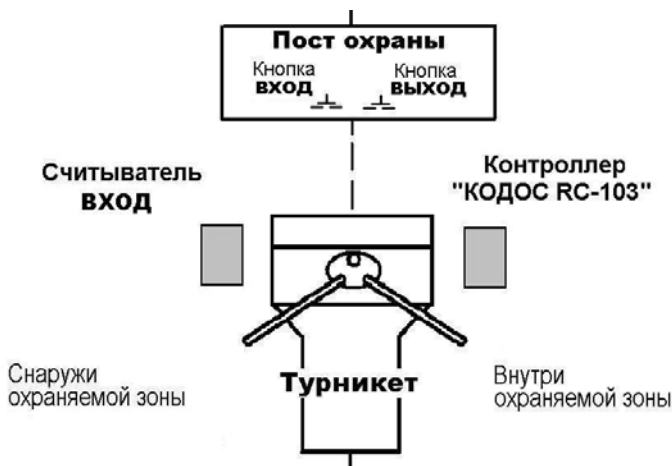 Пост охраны
Кнопка
ВХОД
Кнопка
ВЫХОД
Считыватель
ВХОД
Контроллер
"КОДОС RC-103"
Снаружи
охраняемой зоны
Турникет
Внутри
охраняемой зоны